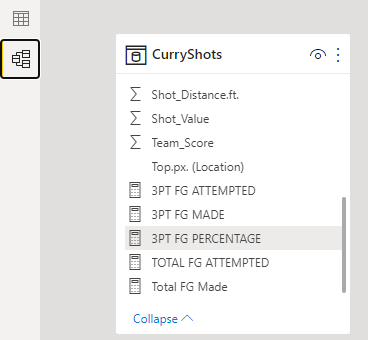 CurryShots
Shot_Distance.ft.
Shot_Value
Team_Score
Top.px. (Location)
3PT FG ATTEMPTED
3PT FG MADE
3PT FG PERCENTAGE
TOTAL FG ATTEMPTED
Total FG Made
Collapse